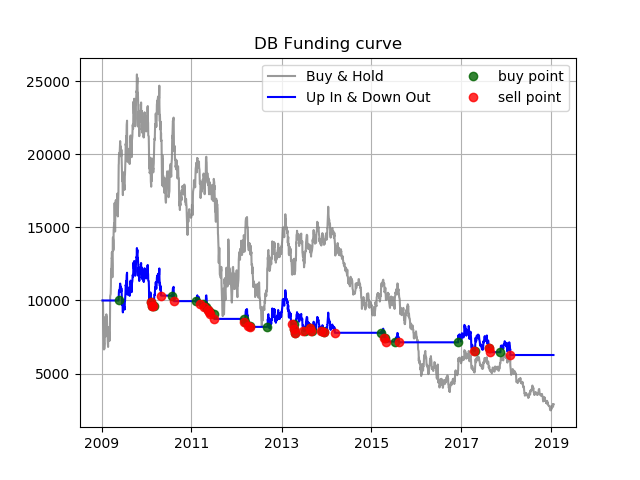 DB Funding curve
Buy & Hold
Up In & Down Out
buy point
sell point
25000
20000
15000
10000
5000
2009 2011 2013 2015 2017 2019